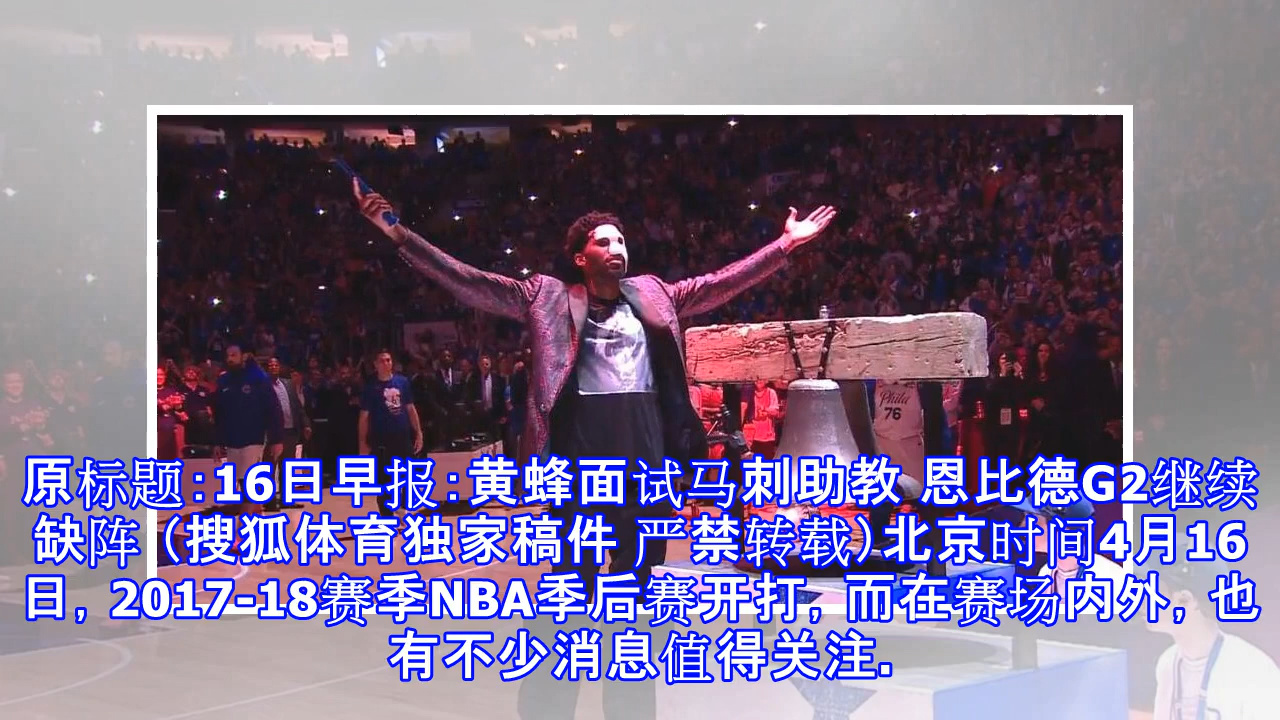 Phila
76
原标题:16日早报:黄蜂面试马刺助教 恩比德G2继续
缺阵 (搜狐体育独家稿件 严禁转载)北京时间4月16
日, 2017-18赛季NBA季后赛开打, 而在赛场内外, 也
有不少消息值得关注.